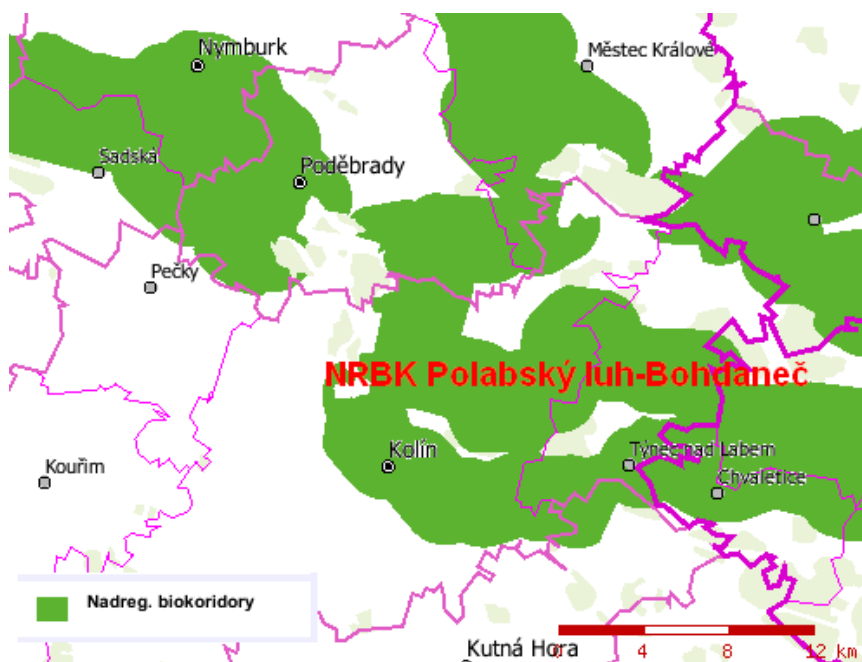 Nymburk
Městec Králové
Sadská
Poděbrady
Pečky
NRBK Polabský luh-Bohdaneč
Kolín
Týnec nad Labem
Kouřim
Chvaletice
Nadreg. biokoridory
Kutná Hora
0 4 8 12 km